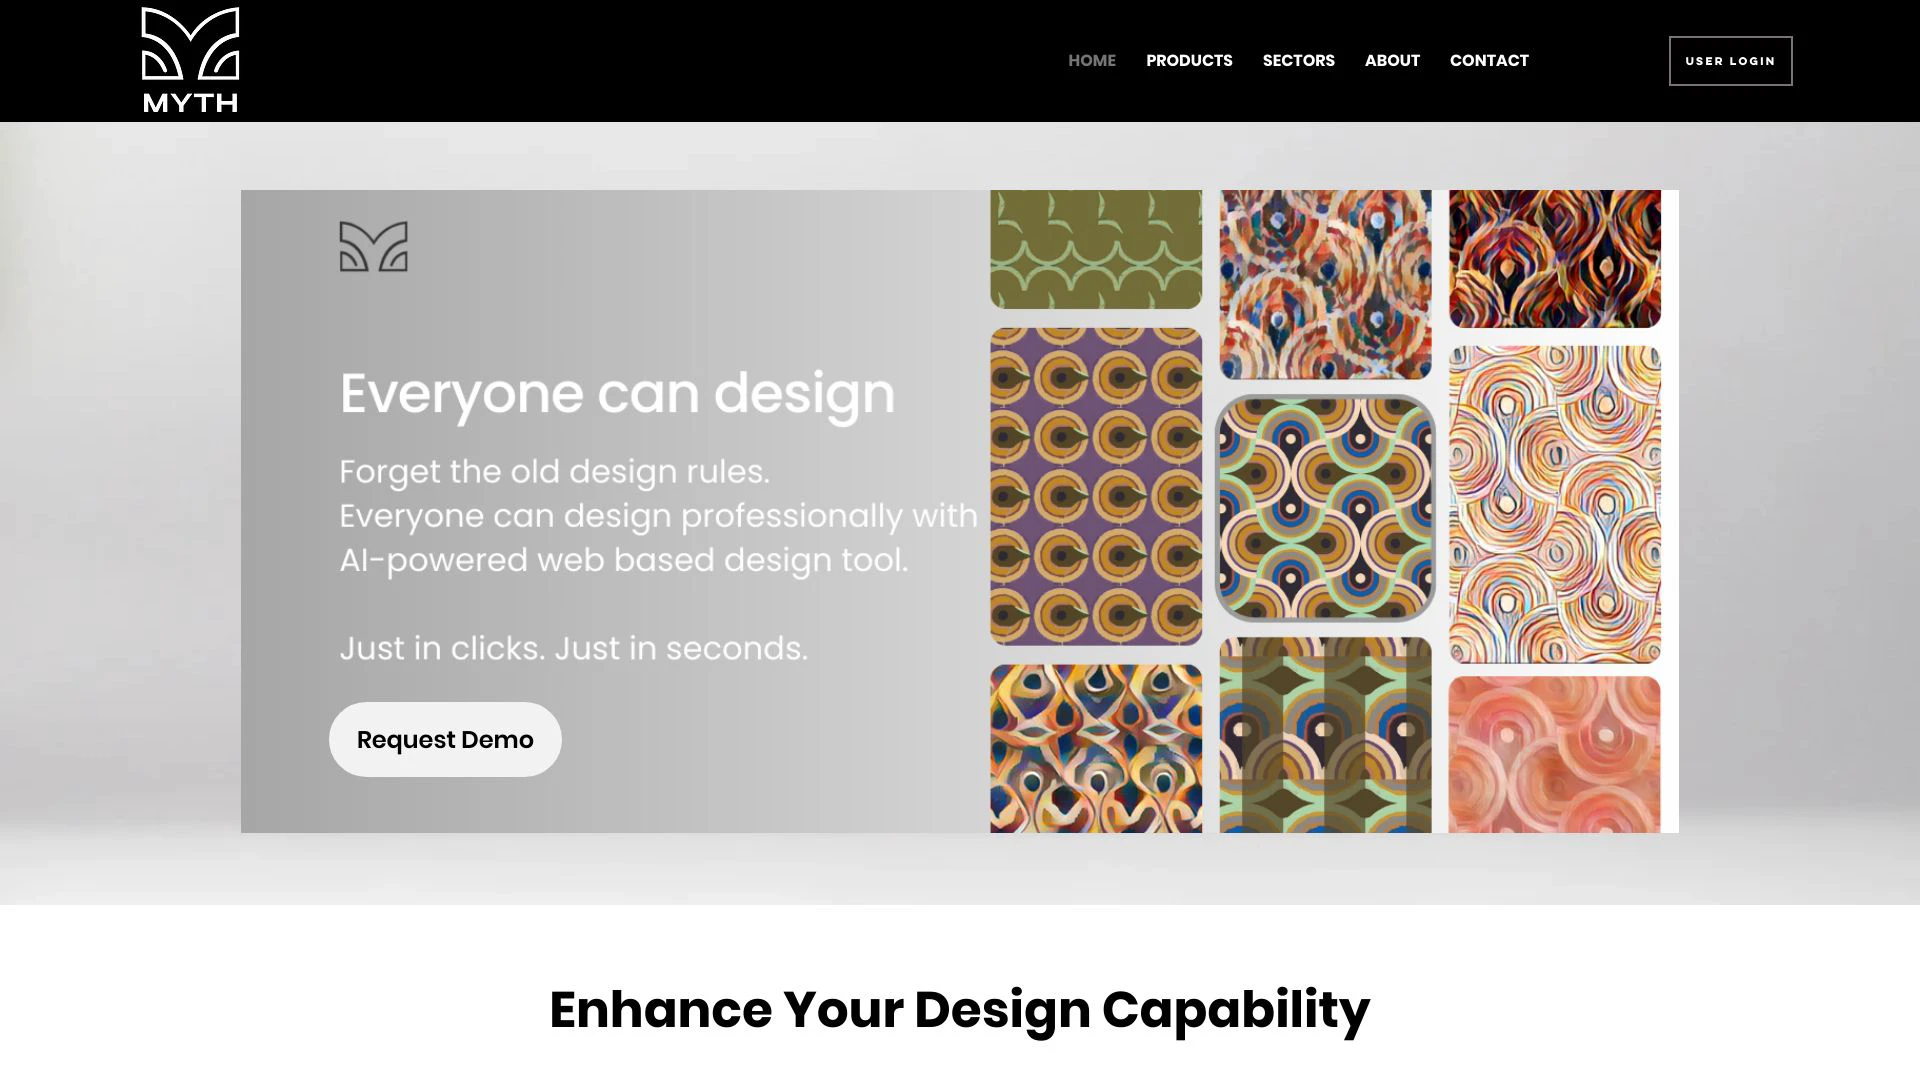 MYTH
HOME PRODUCTS SECTORS ABOUT CONTACT
USER LOGIN
Everyone can design
Forget the old design rules.
Everyone can design professionally with
AI-powered web based design tool.
Just in clicks. Just in seconds.
Request Demo
Enhance Your Design Capability